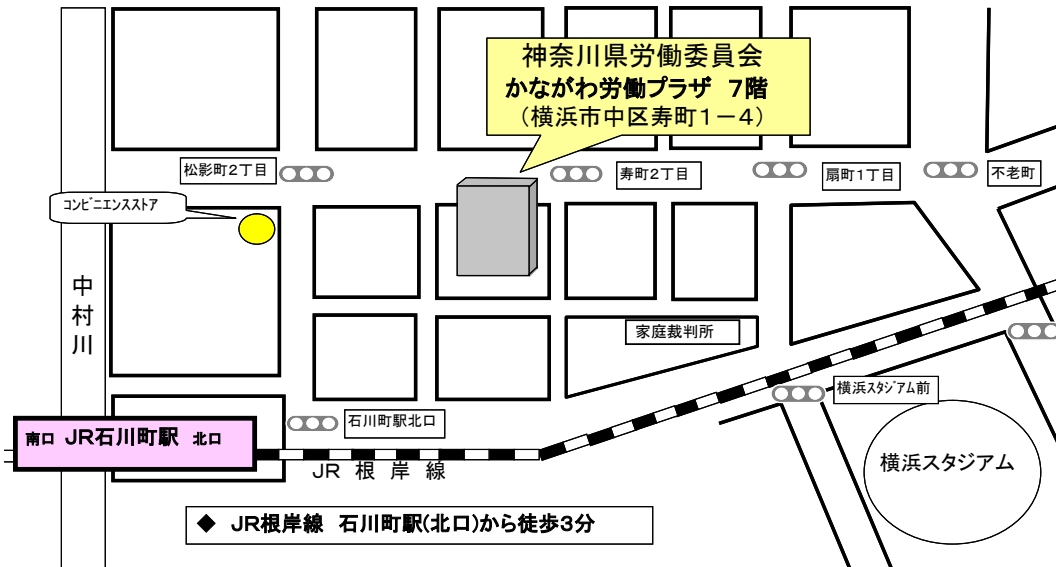 神奈川県労働委員会
かながわ労働プラザ 7階
(横浜市中区寿町1-4)
松影町2丁目
寿町2丁目
扇町1丁目
不老町
コンビニエンスストア
中村川
家庭裁判所
横浜スタジアム前
石川町駅北口
南口 JR石川町駅 北口
JR 根 岸 線
横浜スタジアム
◆ JR根岸線 石川町駅(北口)から徒歩3分